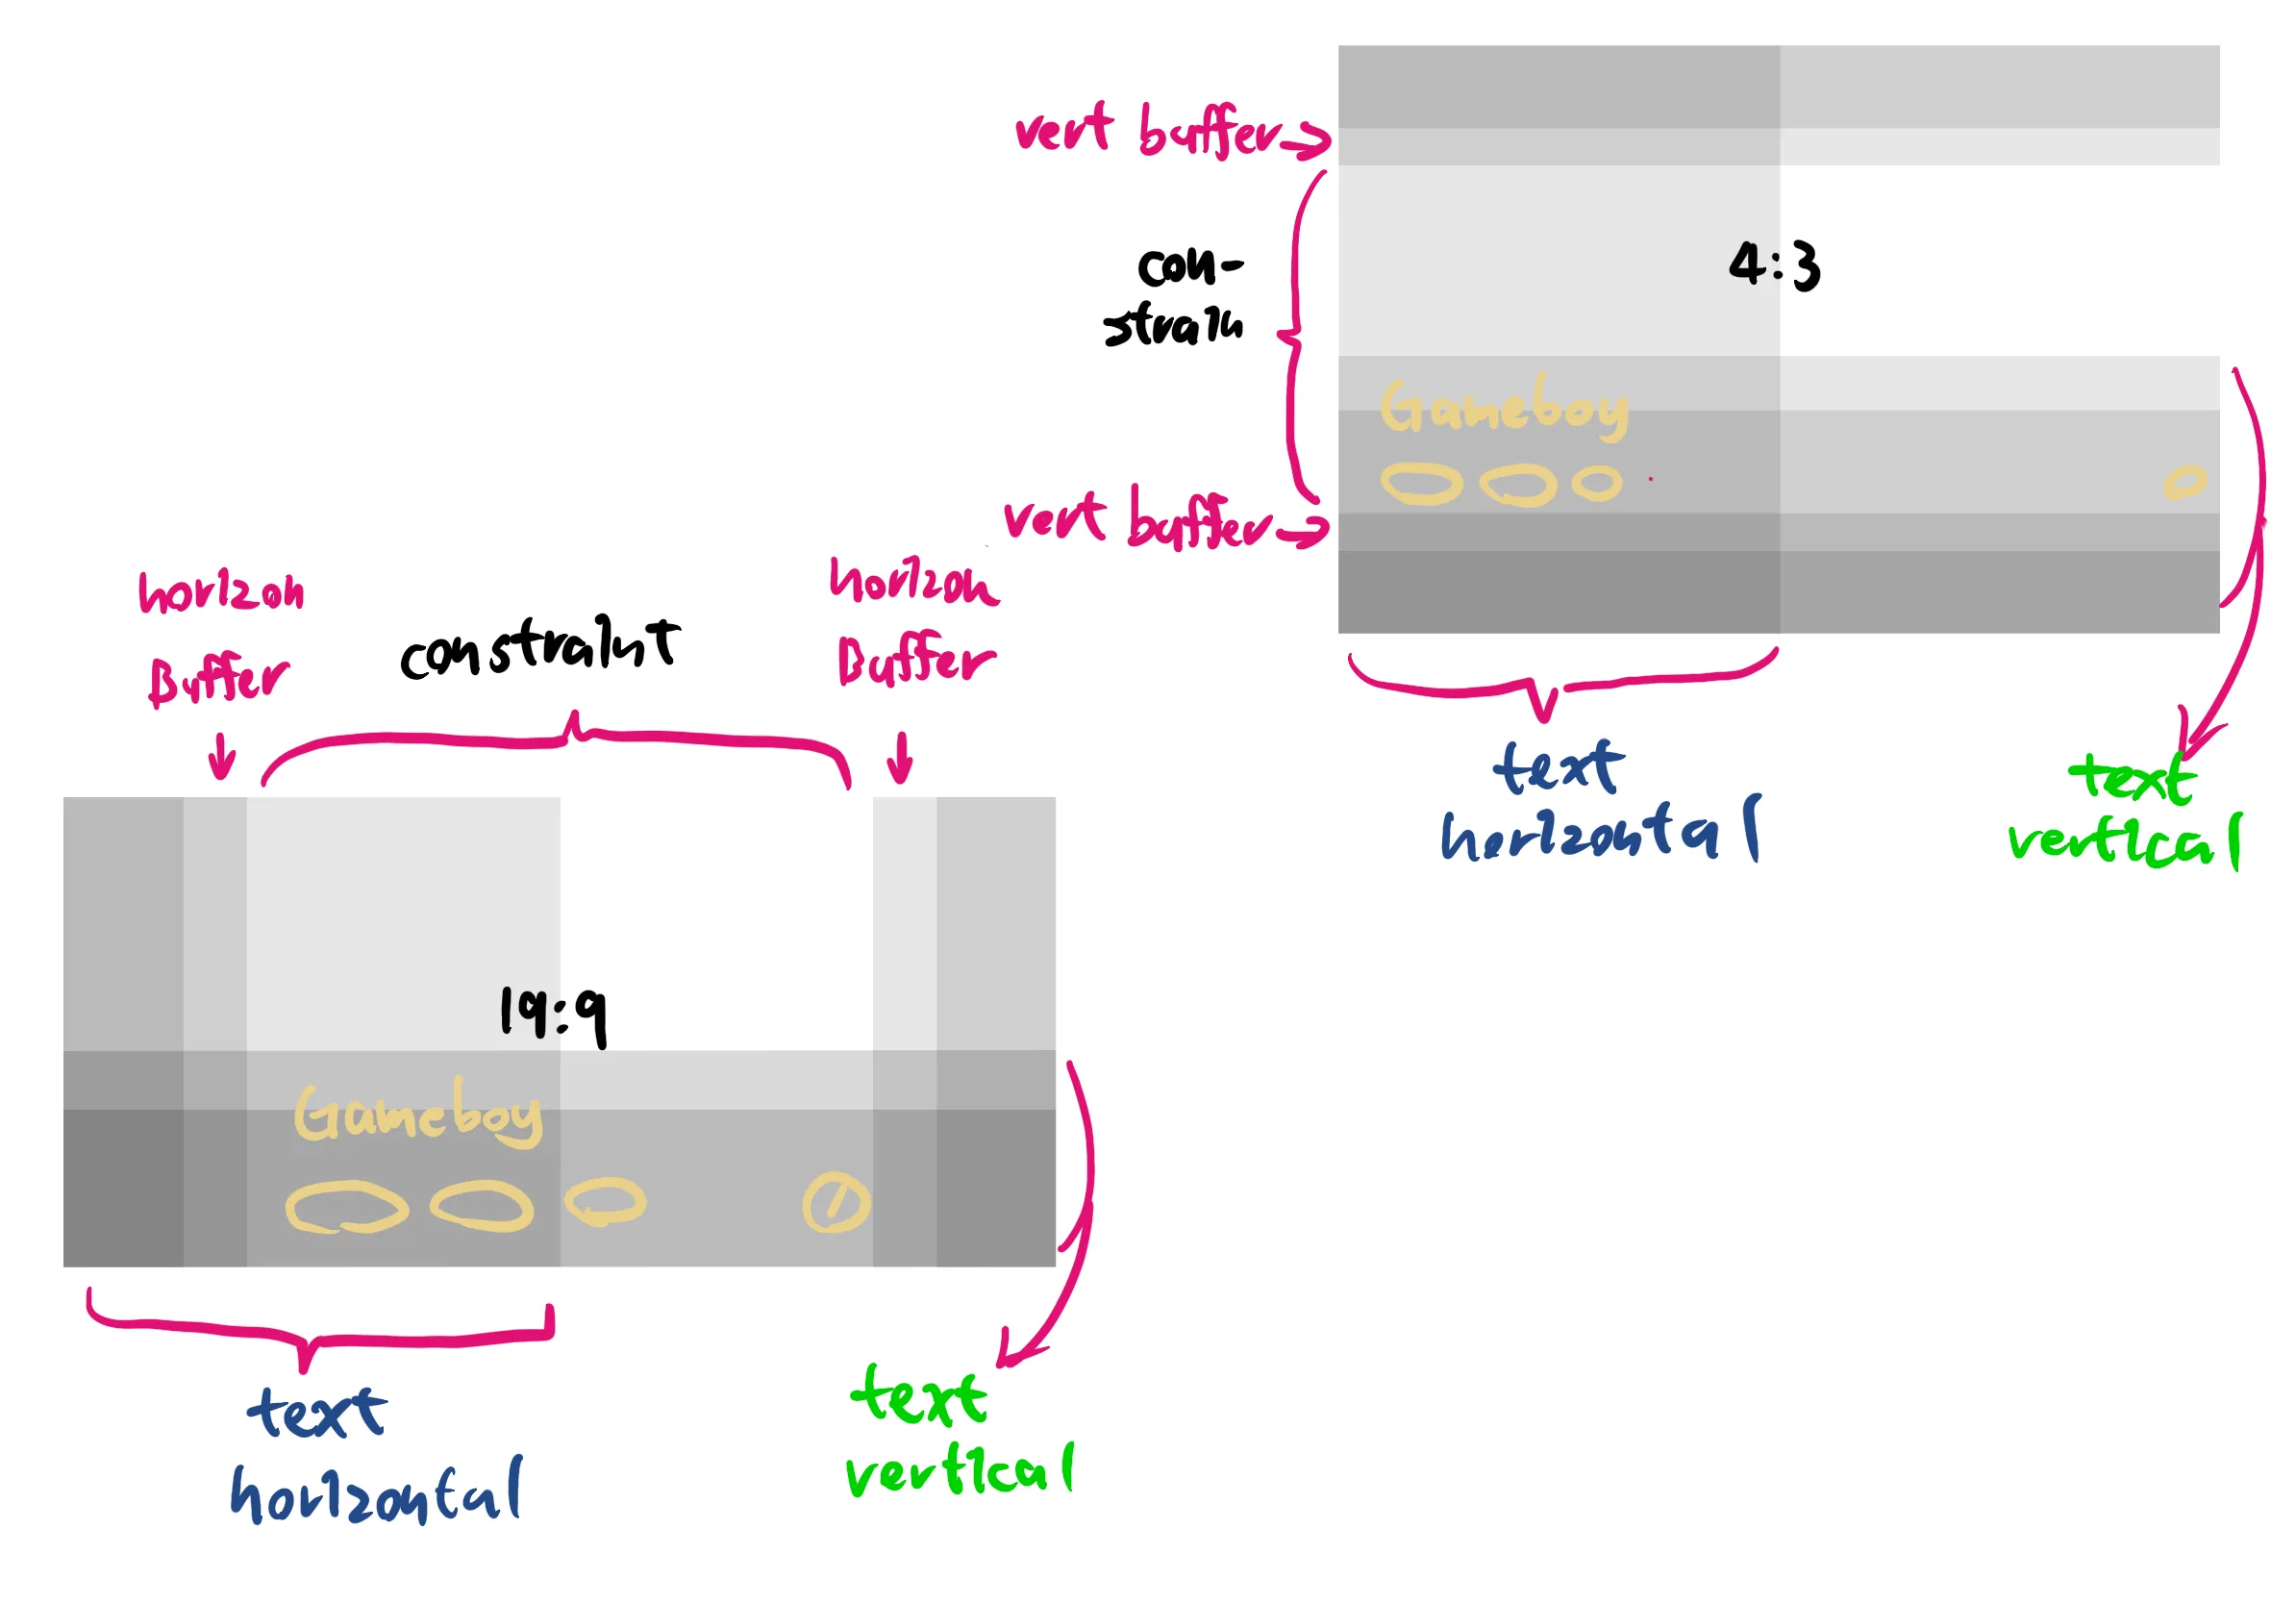 vert buffer
con-
strain
4:3
Gameboy
vert buffer
text
horizontal
text
vertical
horizon
Buffer
constraint
horizon
Buffer
19:9
Gameboy
text
horizontal
text
vertical